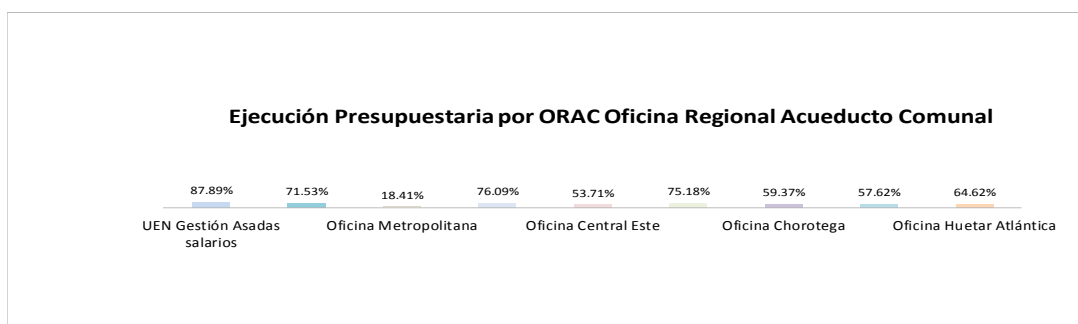 Ejecución Presupuestaria por ORAC Oficina Regional Acueducto Comunal
87.89% 71.53% 18.41% 76.09% 53.71% 75.18% 59.37% 57.62% 64.62%
UEN Gestión Asadas Oficina Metropolitana Oficina Central Este Oficina Chorotega Oficina Huetar Atlántica
salarios